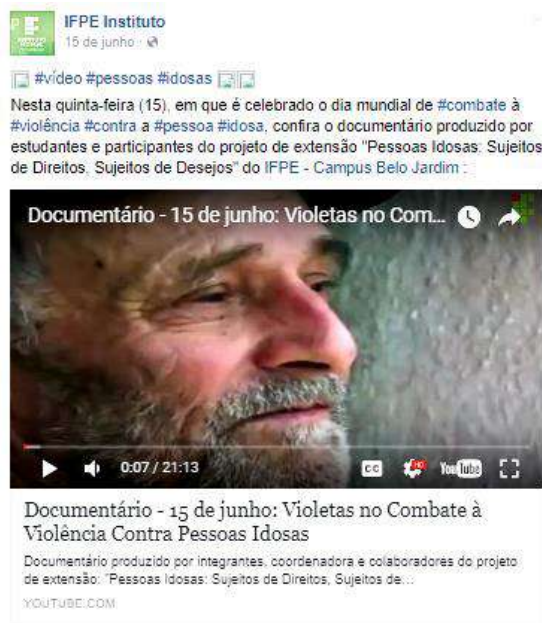 IFPE Instituto
15 de junho ·
#vídeo #pessoas #idosas
Nesta quinta-feira (15), em que é celebrado o dia mundial de #combate à
#violência #contra a #pessoa #idosa, confira o documentário produzido por
estudantes e participantes do projeto de extensão "Pessoas Idosas: Sujeitos
de Direitos, Sujeitos de Desejos" do IFPE - Campus Belo Jardim :
Documentário - 15 de junho: Violetas no Com...
0:07 / 21:13
CC
HD
YouTube
Documentário - 15 de junho: Violetas no Combate à
Violência Contra Pessoas Idosas
Documentário produzido por integrantes, coordenadora e colaboradores do projeto
de extensão: "Pessoas Idosas: Sujeitos de Direitos, Sujeitos de...
YOUTUBE.COM